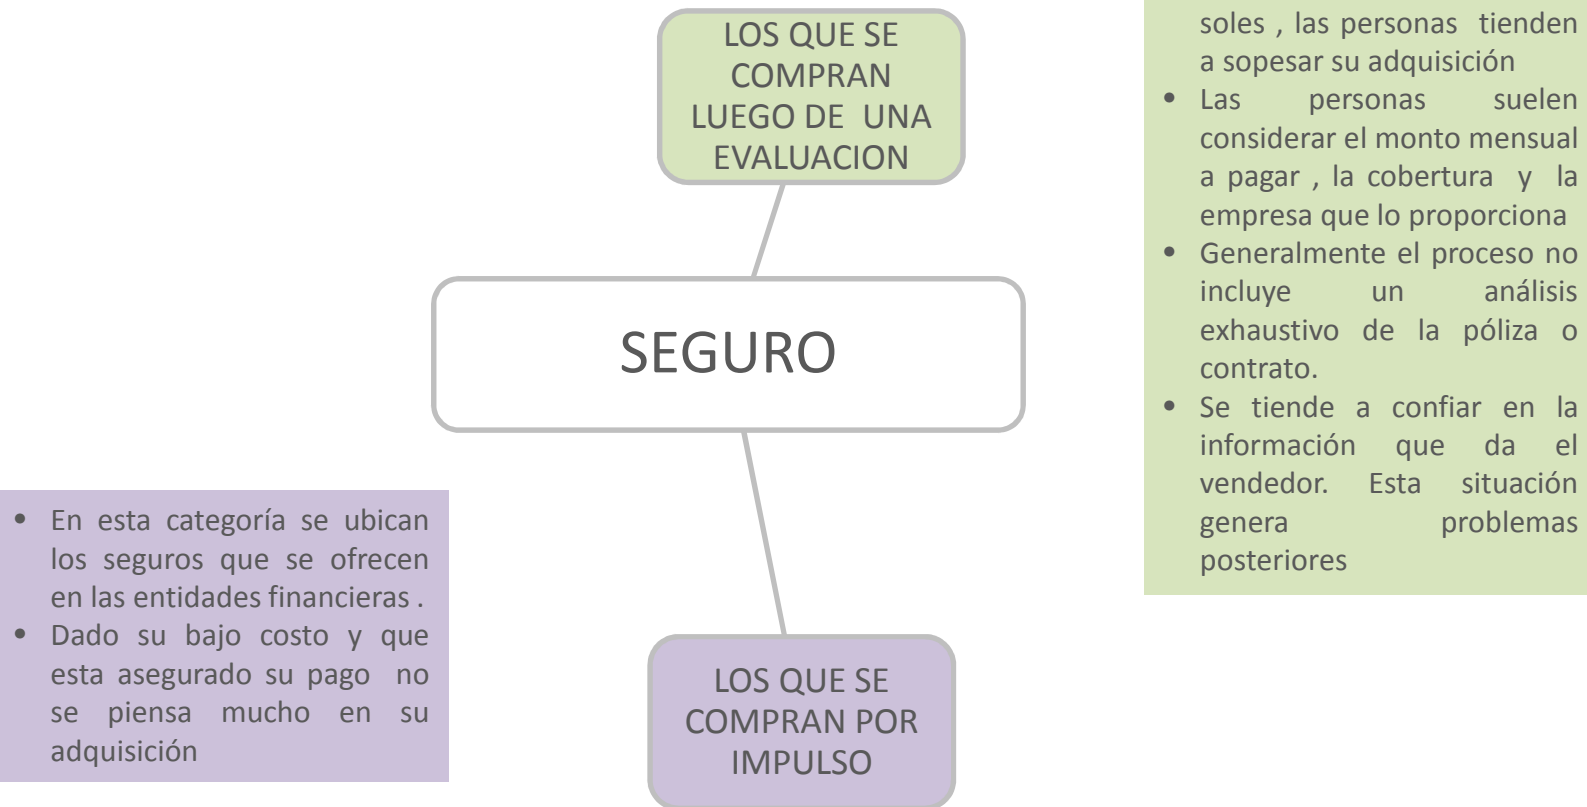 LOS QUE SE
COMPRAN
LUEGO DE UNA
EVALUACION
soles , las personas tienden
a sopesar su adquisición
• Las personas suelen
considerar el monto mensual
a pagar , la cobertura y la
empresa que lo proporciona
• Generalmente el proceso no
incluye un análisis
exhaustivo de la póliza o
contrato.
• Se tiende a confiar en la
información que da el
vendedor. Esta situación
genera problemas
posteriores
SEGURO
• En esta categoría se ubican
los seguros que se ofrecen
en las entidades financieras .
• Dado su bajo costo y que
esta asegurado su pago no
se piensa mucho en su
adquisición
LOS QUE SE
COMPRAN POR
IMPULSO